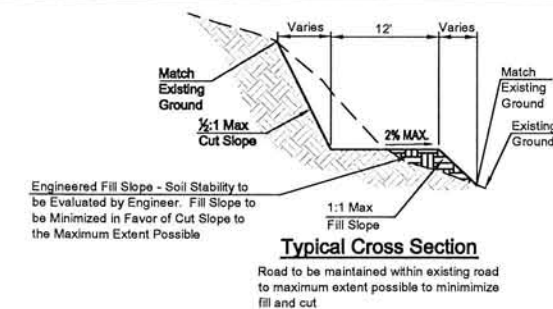 Varies
12'
Varies
Match
Existing
Ground
½:1 Max
Cut Slope
2% MAX.
Match
Existing
Ground
Existing
Ground
Engineered Fill Slope - Soil Stability to
be Evaluated by Engineer.  Fill Slope to
be Minimized in Favor of Cut Slope to
the Maximum Extent Possible
1:1 Max
Fill Slope
Typical Cross Section
Road to be maintained within existing road
to maximum extent possible to minimimize
fill and cut